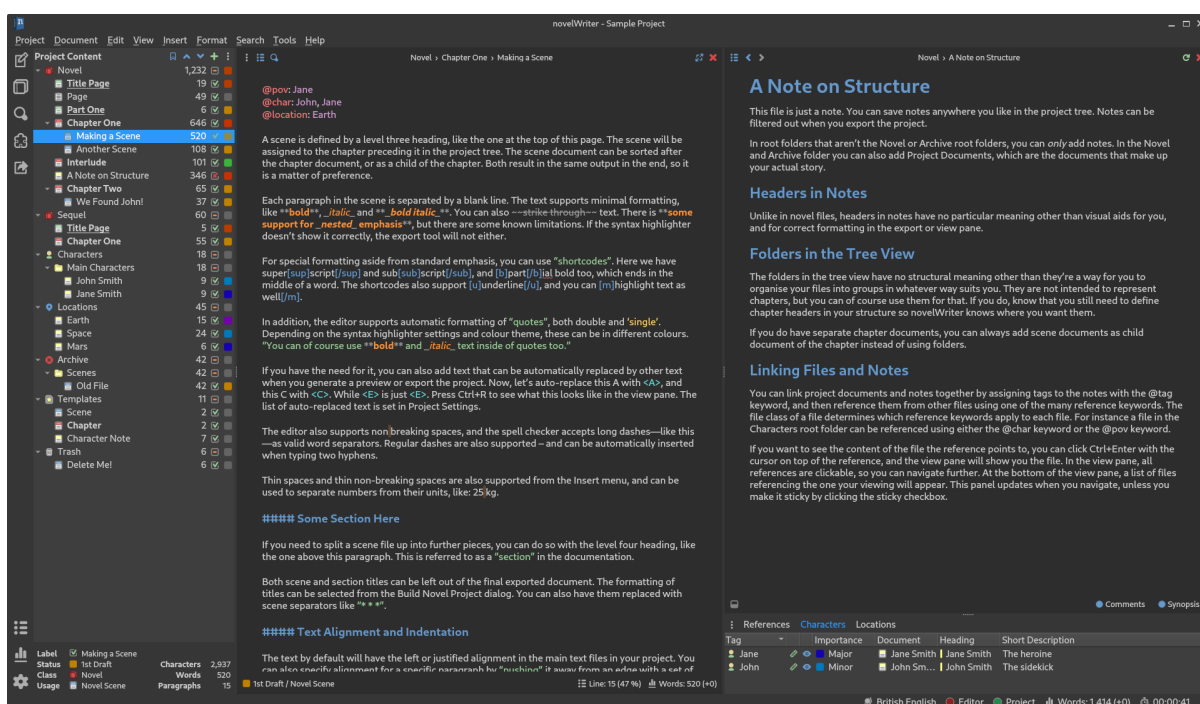 novelWriter - Sample Project
Project Document Edit View Insert Format Search Tools Help
Project Content
Novel 1,232
Title Page 19
Page 49
Part One 6
Chapter One 646
Making a Scene 520
Another Scene 108
Interlude 101
A Note on Structure 346
Chapter Two 65
We Found John! 37
Sequel 60
Title Page 5
Chapter One 55
Characters 18
Main Characters 18
John Smith 9
Jane Smith 9
Locations 45
Earth 15
Space 24
Mars 6
Archive 42
Scenes 42
Old File 42
Templates 11
Scene 2
Chapter 2
Character Note 7
Trash 6
Delete Me! 6
Label Making a Scene
Status 1st Draft Characters 2,937
Class Novel Words 520
Usage Novel Scene Paragraphs 15
Novel › Chapter One › Making a Scene
@pov: Jane
@char: John, Jane
@location: Earth
A scene is defined by a level three heading, like the one at the top of this page. The scene will be
assigned to the chapter preceding it in the project tree. The scene document can be sorted after
the chapter document, or as a child of the chapter. Both result in the same output in the end, so it
is a matter of preference.
Each paragraph in the scene is separated by a blank line. The text supports minimal formatting,
like **bold**, _italic_ and **_bold italic_**. You can also ~~strike through~~ text. There is **some
support for _nested_ emphasis**, but there are some known limitations. If the syntax highlighter
doesn't show it correctly, the export tool will not either.
For special formatting aside from standard emphasis, you can use "shortcodes". Here we have
super[sup]script[/sup] and sub[sub]script[/sub], and [b]part[/b]ial bold too, which ends in the
middle of a word. The shortcodes also support [u]underline[/u], and you can [m]highlight text as
well[/m].
In addition, the editor supports automatic formatting of "quotes", both double and 'single'.
Depending on the syntax highlighter settings and colour theme, these can be in different colours.
"You can of course use **bold** and _italic_ text inside of quotes too."
If you have the need for it, you can also add text that can be automatically replaced by other text
when you generate a preview or export the project. Now, let's auto-replace this A with <A>, and
this C with <C>. While <E> is just <E>. Press Ctrl+R to see what this looks like in the view pane. The
list of auto-replaced text is set in Project Settings.
The editor also supports non breaking spaces, and the spell checker accepts long dashes—like this
—as valid word separators. Regular dashes are also supported – and can be automatically inserted
when typing two hyphens.
Thin spaces and thin non-breaking spaces are also supported from the Insert menu, and can be
used to separate numbers from their units, like: 25 kg.
#### Some Section Here
If you need to split a scene file up into further pieces, you can do so with the level four heading, like
the one above this paragraph. This is referred to as a "section" in the documentation.
Both scene and section titles can be left out of the final exported document. The formatting of
titles can be selected from the Build Novel Project dialog. You can also have them replaced with
scene separators like "* * *".
#### Text Alignment and Indentation
The text by default will have the left or justified alignment in the main text files in your project. You
can also specify alignment for a specific paragraph by "pushing" it away from an edge with a set of
1st Draft / Novel Scene Line: 15 (47 %) Words: 520 (+0)
Novel › A Note on Structure
A Note on Structure
This file is just a note. You can save notes anywhere you like in the project tree. Notes can be
filtered out when you export the project.
In root folders that aren't the Novel or Archive root folders, you can only add notes. In the Novel
and Archive folder you can also add Project Documents, which are the documents that make up
your actual story.
Headers in Notes
Unlike in novel files, headers in notes have no particular meaning other than visual aids for you,
and for correct formatting in the export or view pane.
Folders in the Tree View
The folders in the tree view have no structural meaning other than they're a way for you to
organise your files into groups in whatever way suits you. They are not intended to represent
chapters, but you can of course use them for that. If you do, know that you still need to define
chapter headers in your structure so novelWriter knows where you want them.
If you do have separate chapter documents, you can always add scene documents as child
document of the chapter instead of using folders.
Linking Files and Notes
You can link project documents and notes together by assigning tags to the notes with the @tag
keyword, and then reference them from other files using one of the many reference keywords. The
file class of a file determines which reference keywords apply to each file. For instance a file in the
Characters root folder can be referenced using either the @char keyword or the @pov keyword.
If you want to see the content of the file the reference points to, you can click Ctrl+Enter with the
cursor on top of the reference, and the view pane will show you the file. In the view pane, all
references are clickable, so you can navigate further. At the bottom of the view pane, a list of files
referencing the one your viewing will appear. This panel updates when you navigate, unless you
make it sticky by clicking the sticky checkbox.
Comments Synopsis
References Characters Locations
Tag Importance Document Heading Short Description
Jane Major Jane Smith Jane Smith The heroine
John Minor John Sm... John Smith The sidekick
British English Editor Project Words: 1,414 (+0) 00:00:41